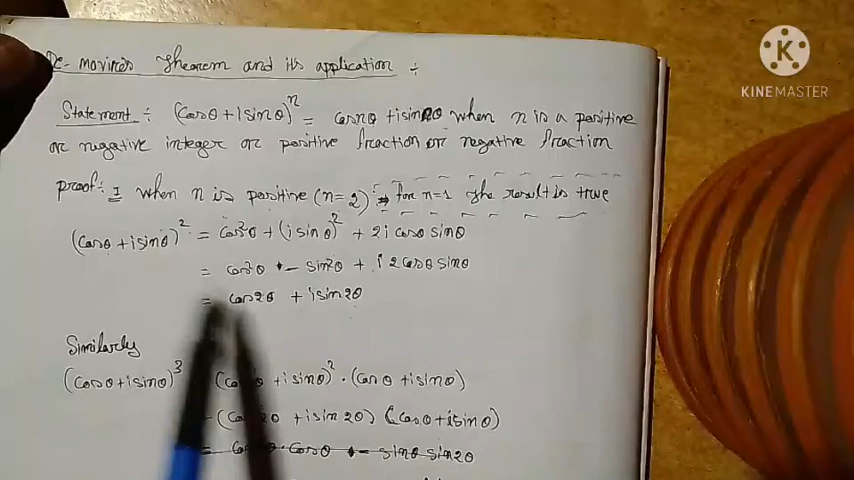 De-movires Theorem and its application ÷
Statement ÷ (cosθ + isinθ)^n = cosnθ + isinnθ when n is a positive
or negative integer or positive fraction or negative fraction
proof ÷ I when n is positive (n=2) for n=1 The result is true
(cosθ + isinθ)² = cos²θ + (isinθ)² + 2i cosθ sinθ
= cos²θ - sin²θ + i 2cosθ sinθ
= cos2θ + isin2θ
Similarly
(cosθ + isinθ)³ + isinθ)² · (cosθ + isinθ)
+ isin2θ) (cosθ + isinθ)
= · cosθ - sinθ sin2θ
K
KINEMASTER